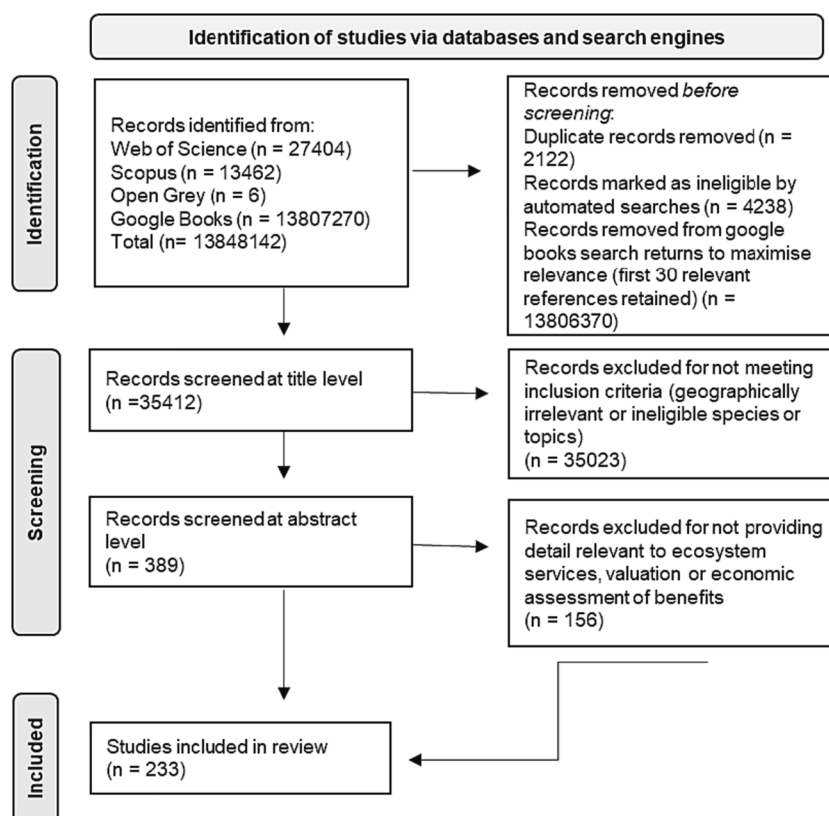 Identification of studies via databases and search engines
Identification
Records identified from:
Web of Science (n = 27404)
Scopus (n = 13462)
Open Grey (n = 6)
Google Books (n = 13807270)
Total (n= 13848142)
Records removed before
screening:
Duplicate records removed (n =
2122)
Records marked as ineligible by
automated searches (n = 4238)
Records removed from google
books search returns to maximise
relevance (first 30 relevant
references retained) (n =
13806370)
Screening
Records screened at title level
(n =35412)
Records excluded for not meeting
inclusion criteria (geographically
irrelevant or ineligible species or
topics)
(n = 35023)
Records screened at abstract
level
(n = 389)
Records excluded for not providing
detail relevant to ecosystem
services, valuation or economic
assessment of benefits
(n = 156)
Included
Studies included in review
(n = 233)